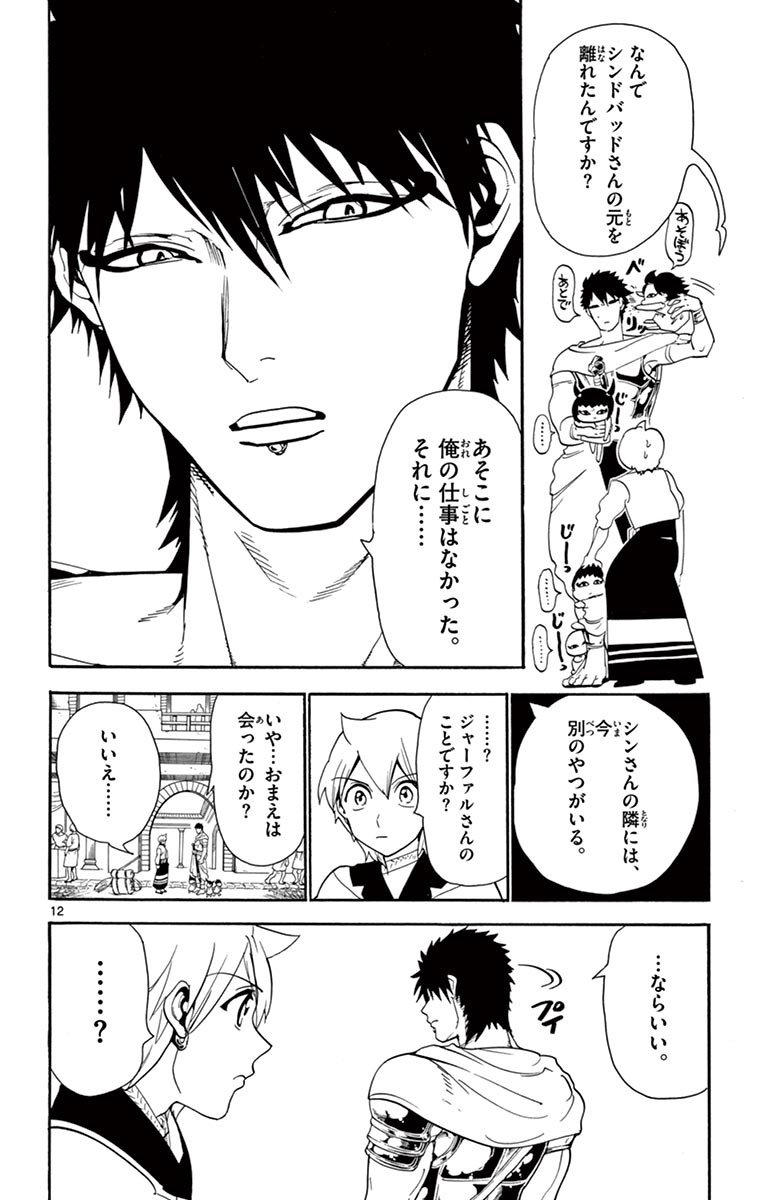 なんで
シンドバッドさんの元を
離れたんですか？
あそぼう
ベ
リッ
あとで
じーっ
……
じーっ
……
じーっ
……
あそこに
俺の仕事はなかった。
それに……
シンさんの隣には、
今
別のやつがいる。
……？
ジャーファルさんの
ことですか？
いや…おまえは
会ったのか？
いいえ……
12
…ならいい。
プイ
……？